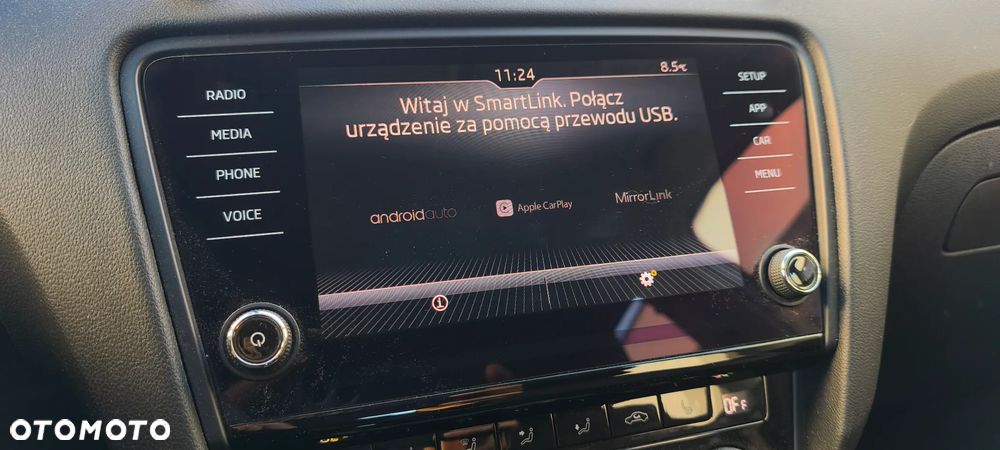 11:24
8.5°C
RADIO
MEDIA
PHONE
VOICE
Witaj w SmartLink. Połącz
urządzenie za pomocą przewodu USB.
androidauto
Apple CarPlay
MirrorLink
SETUP
APP
CAR
MENU
OFF
OTOMOTO